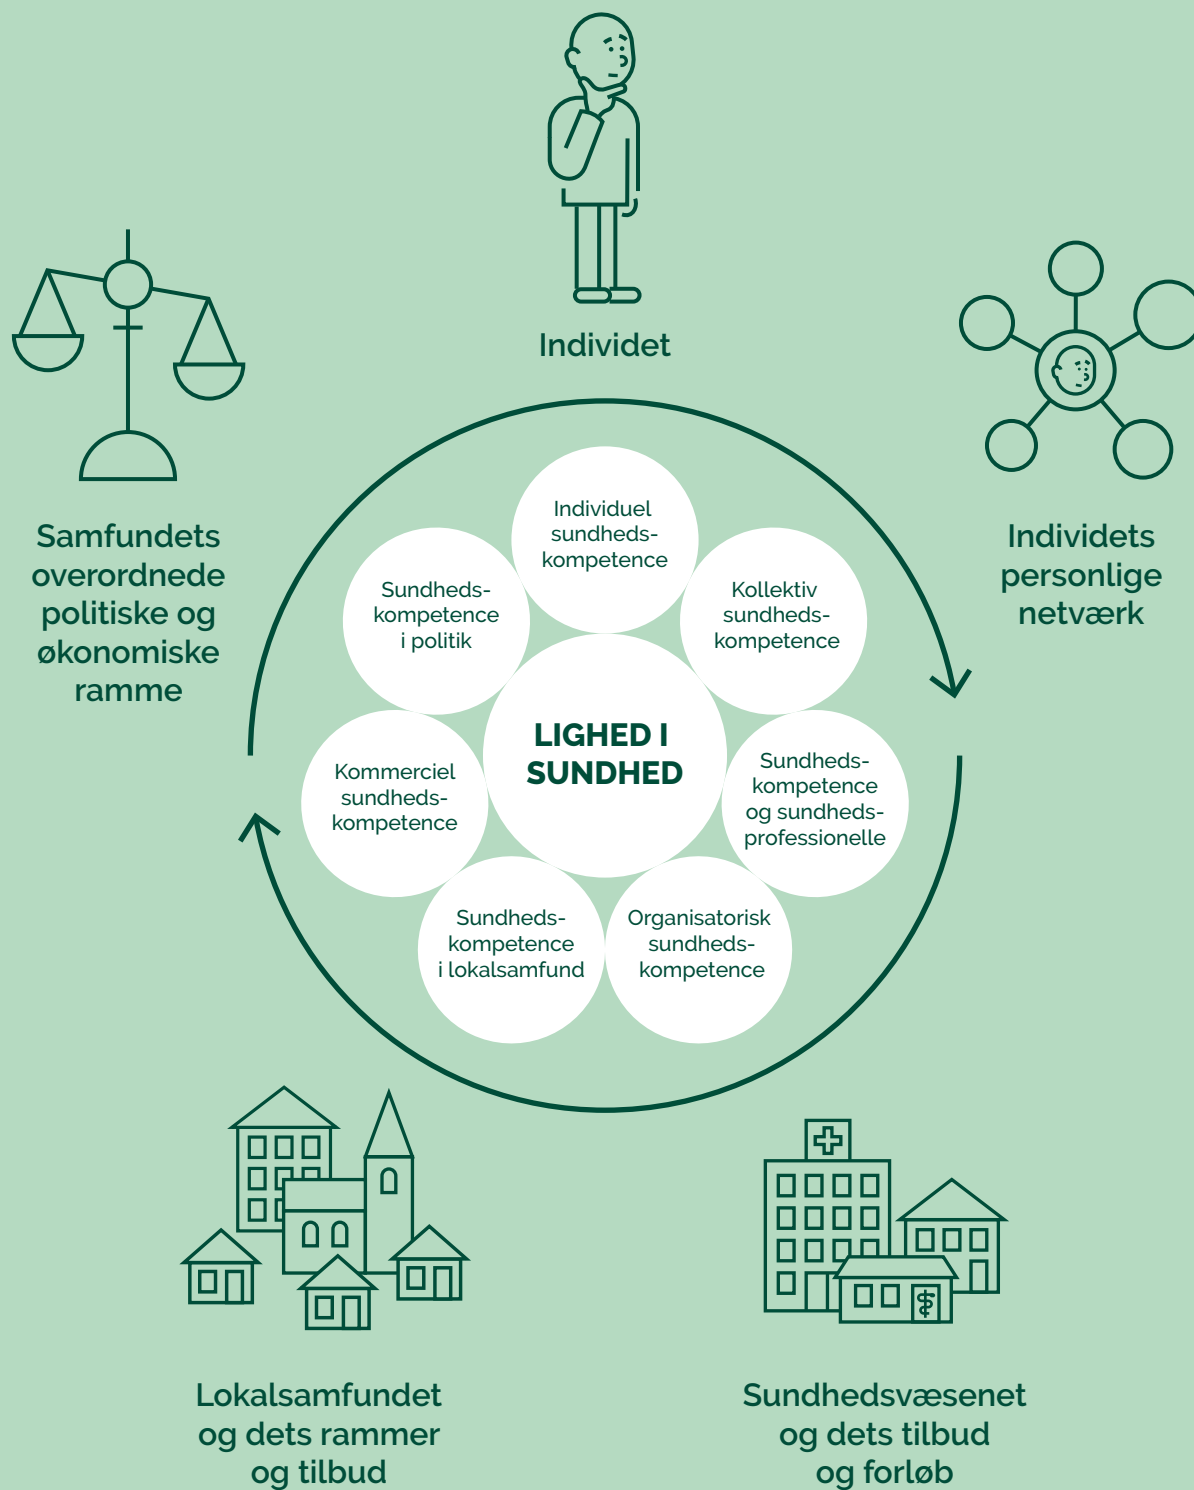 Individet
Samfundets
overordnede
politiske og
økonomiske
ramme
Individets
personlige
netværk
Individuel
sundheds-
kompetence
Sundheds-
kompetence
i politik
Kollektiv
sundheds-
kompetence
LIGHED I
SUNDHED
Kommerciel
sundheds-
kompetence
Sundheds-
kompetence
og sundheds-
professionelle
Sundheds-
kompetence
i lokalsamfund
Organisatorisk
sundheds-
kompetence
Lokalsamfundet
og dets rammer
og tilbud
Sundhedsvæsenet
og dets tilbud
og forløb